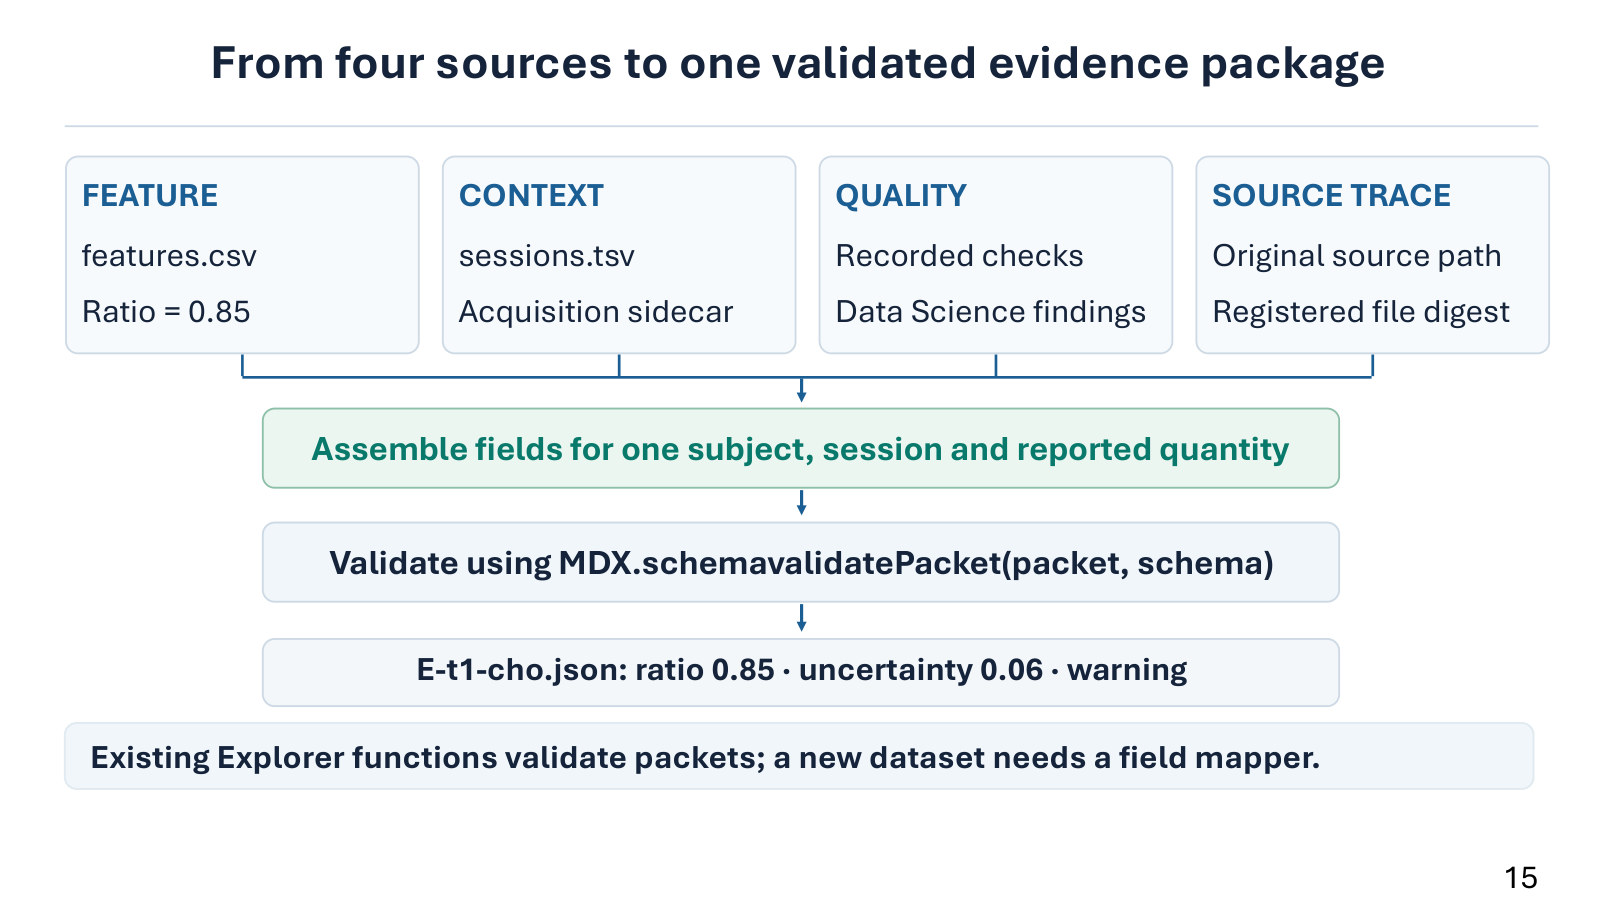 From four sources to one validated evidence package
FEATURE
features.csv
Ratio = 0.85
CONTEXT
sessions.tsv
Acquisition sidecar
QUALITY
Recorded checks
Data Science findings
SOURCE TRACE
Original source path
Registered file digest
Assemble fields for one subject, session and reported quantity
Validate using MDX.schemavalidatePacket(packet, schema)
E-t1-cho.json: ratio 0.85 · uncertainty 0.06 · warning
Existing Explorer functions validate packets; a new dataset needs a field mapper.
15